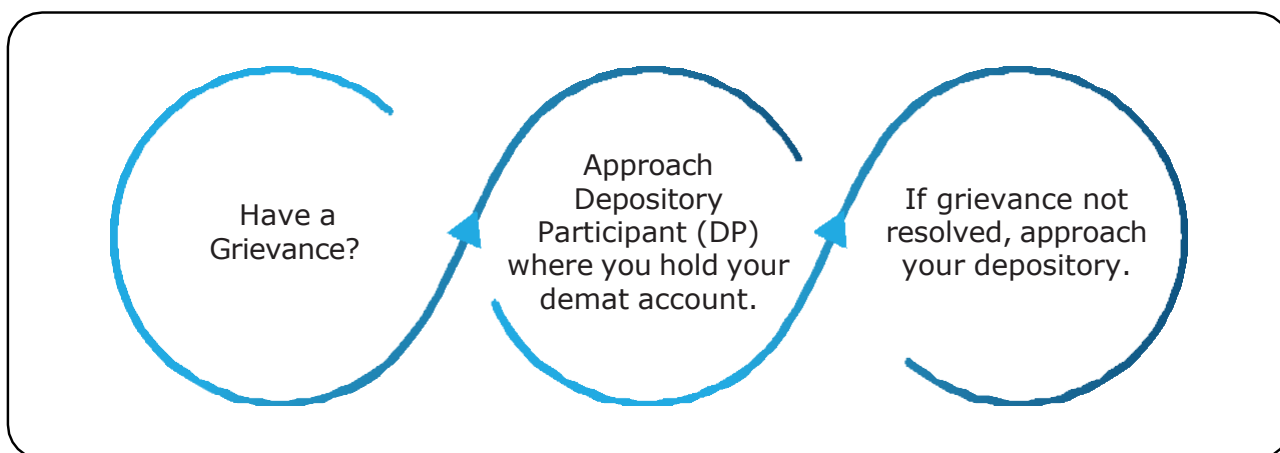 Have a
Grievance?
Approach
Depository
Participant (DP)
where you hold your
demat account.
If grievance not
resolved, approach
your depository.